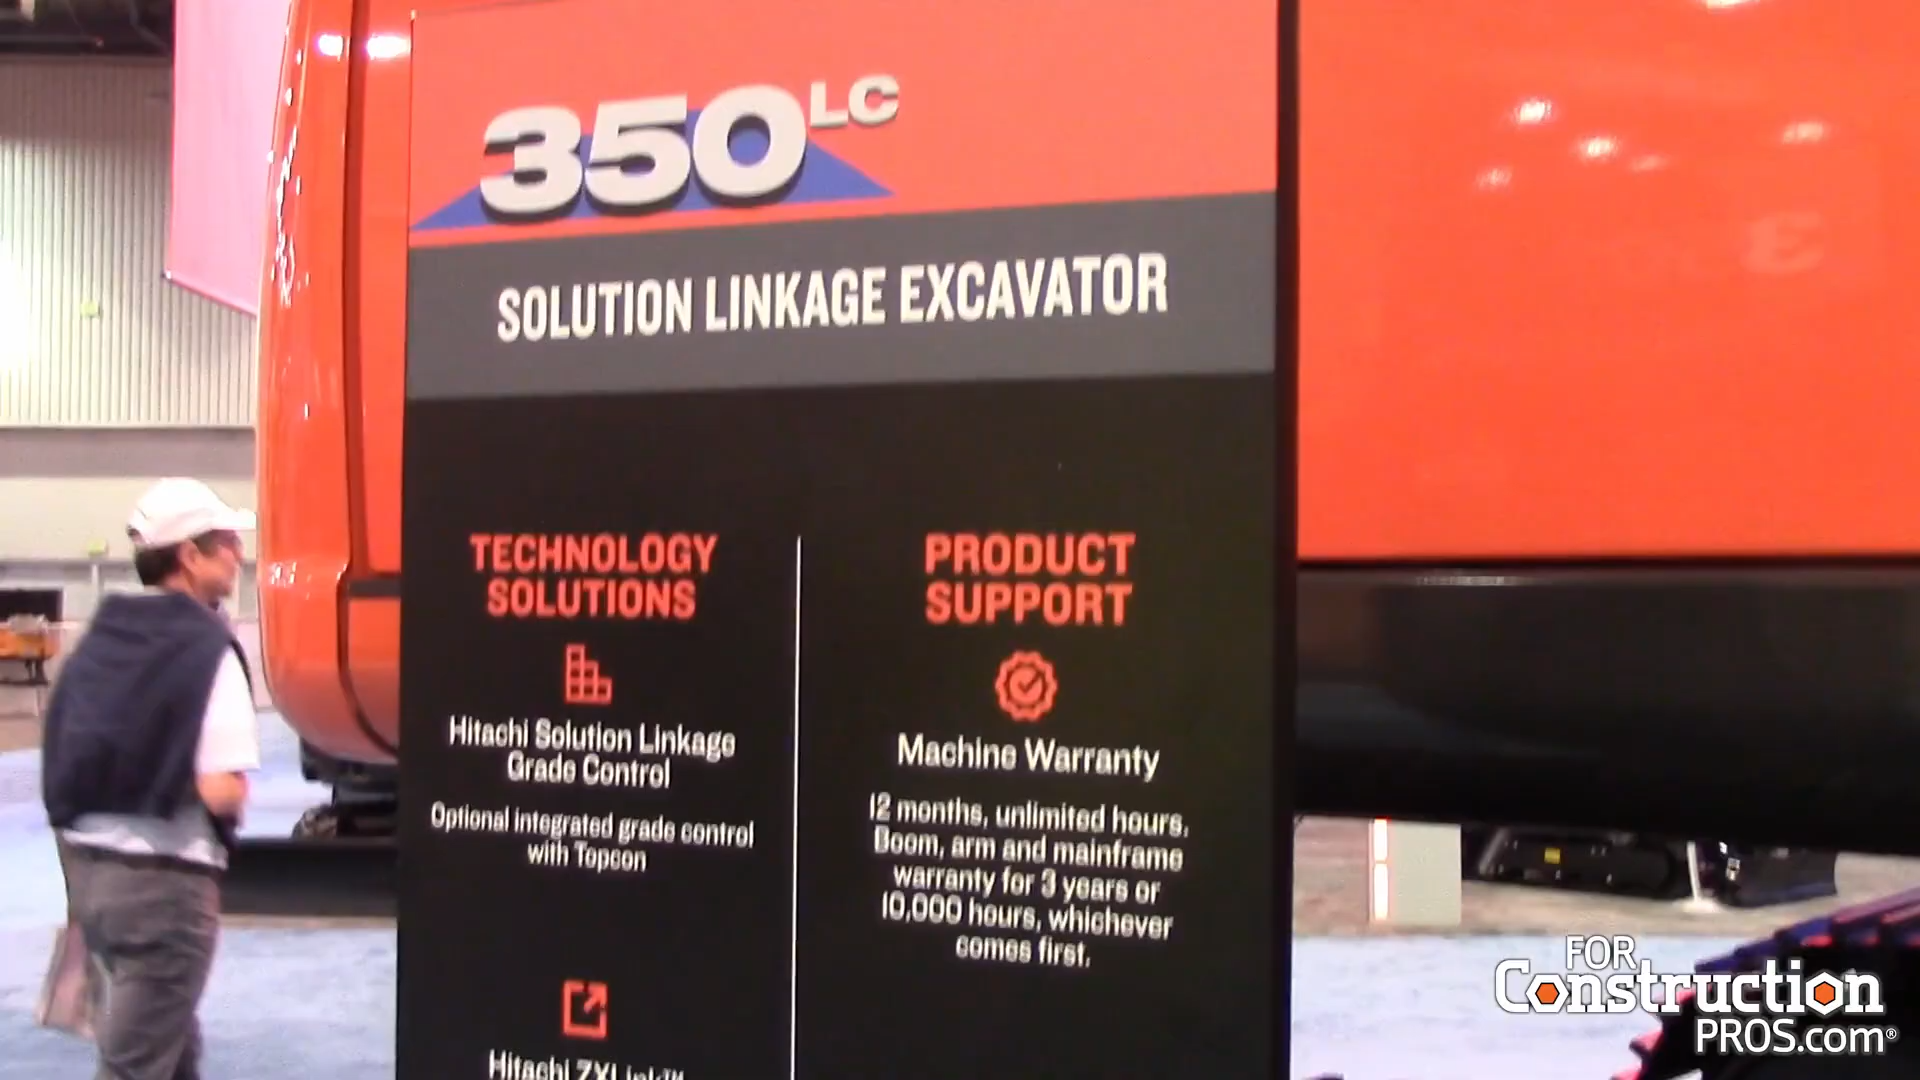 350LC
SOLUTION LINKAGE EXCAVATOR
TECHNOLOGY
SOLUTIONS
Hitachi Solution Linkage
Grade Control
Optional integrated grade control
with Topcon
Hitachi ZXLink™
PRODUCT
SUPPORT
Machine Warranty
12 months, unlimited hours.
Boom, arm and mainframe
warranty for 3 years or
10,000 hours, whichever
comes first.
FOR
Construction
PROS.com®